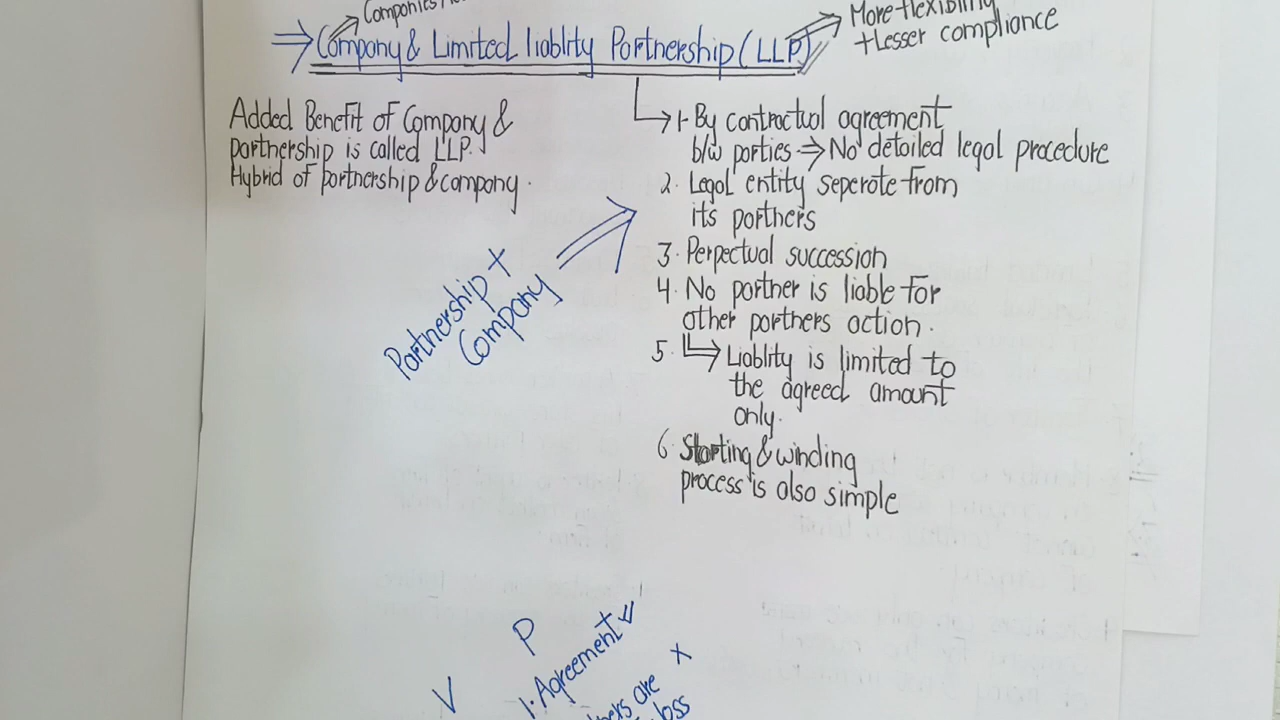 Companies
More flexibility
+Lesser compliance
⇒ Company & Limited liablity Partnership (LLP)
Added Benefit of Company &
partnership is called LLP.
Hybrid of partnership & company.
1- By contractual agreement
b/w parties ⇒ No detailed legal procedure
2. Legal entity seperate from
its partners
3. Perpectual succession
4. No partner is liable for
other partners action.
5. Liablity is limited to
the agreed amount
only.
6. Starting & winding
process is also simple
Partnership +
Company
P
1. Agreement ✓
V
X
are
loss